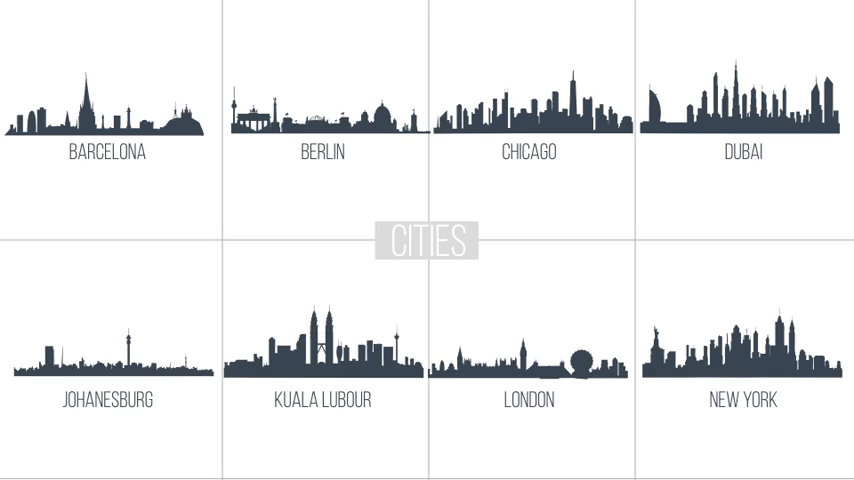 BARCELONA
BERLIN
CHICAGO
DUBAI
CITIES
JOHANESBURG
KUALA LUBOUR
LONDON
NEW YORK